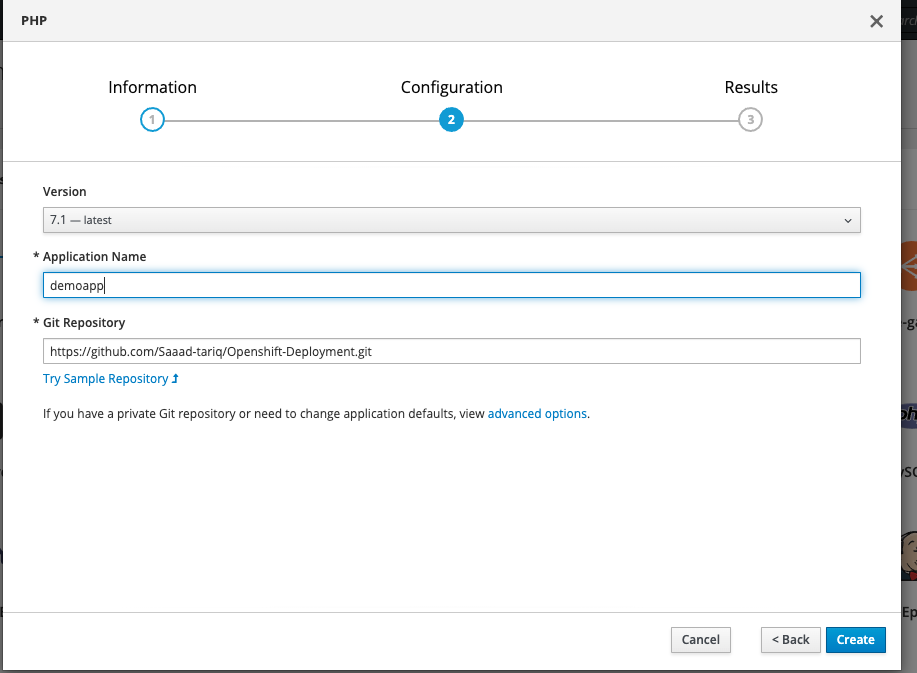 PHP
Information
Configuration
Results
1
2
3
Version
7.1 — latest
* Application Name
demoapp
* Git Repository
https://github.com/Saaad-tariq/Openshift-Deployment.git
Try Sample Repository
If you have a private Git repository or need to change application defaults, view advanced options.
Cancel
< Back
Create